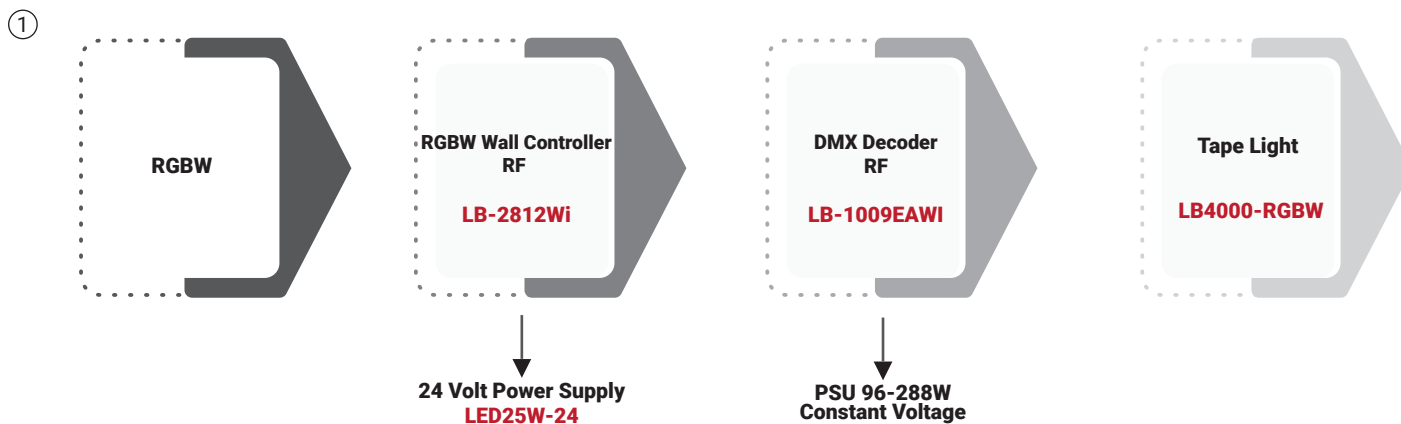 ①
RGBW
RGBW Wall Controller
RF
LB-2812Wi
24 Volt Power Supply
LED25W-24
DMX Decoder
RF
LB-1009EAWI
PSU 96-288W
Constant Voltage
Tape Light
LB4000-RGBW